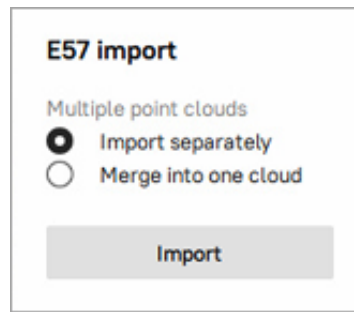 E57 import
Multiple point clouds
Import separately
Merge into one cloud
Import